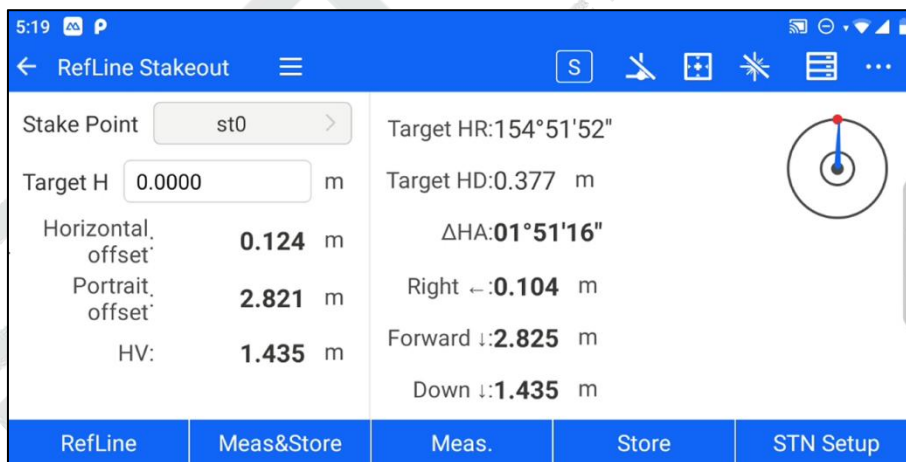 5:19
RefLine Stakeout
S
Stake Point st0
Target H 0.0000 m
Horizontal offset: 0.124 m
Portrait offset: 2.821 m
HV: 1.435 m
Target HR:154°51'52"
Target HD:0.377 m
ΔHA:01°51'16"
Right ←:0.104 m
Forward ↓:2.825 m
Down ↓:1.435 m
RefLine Meas&Store Meas. Store STN Setup